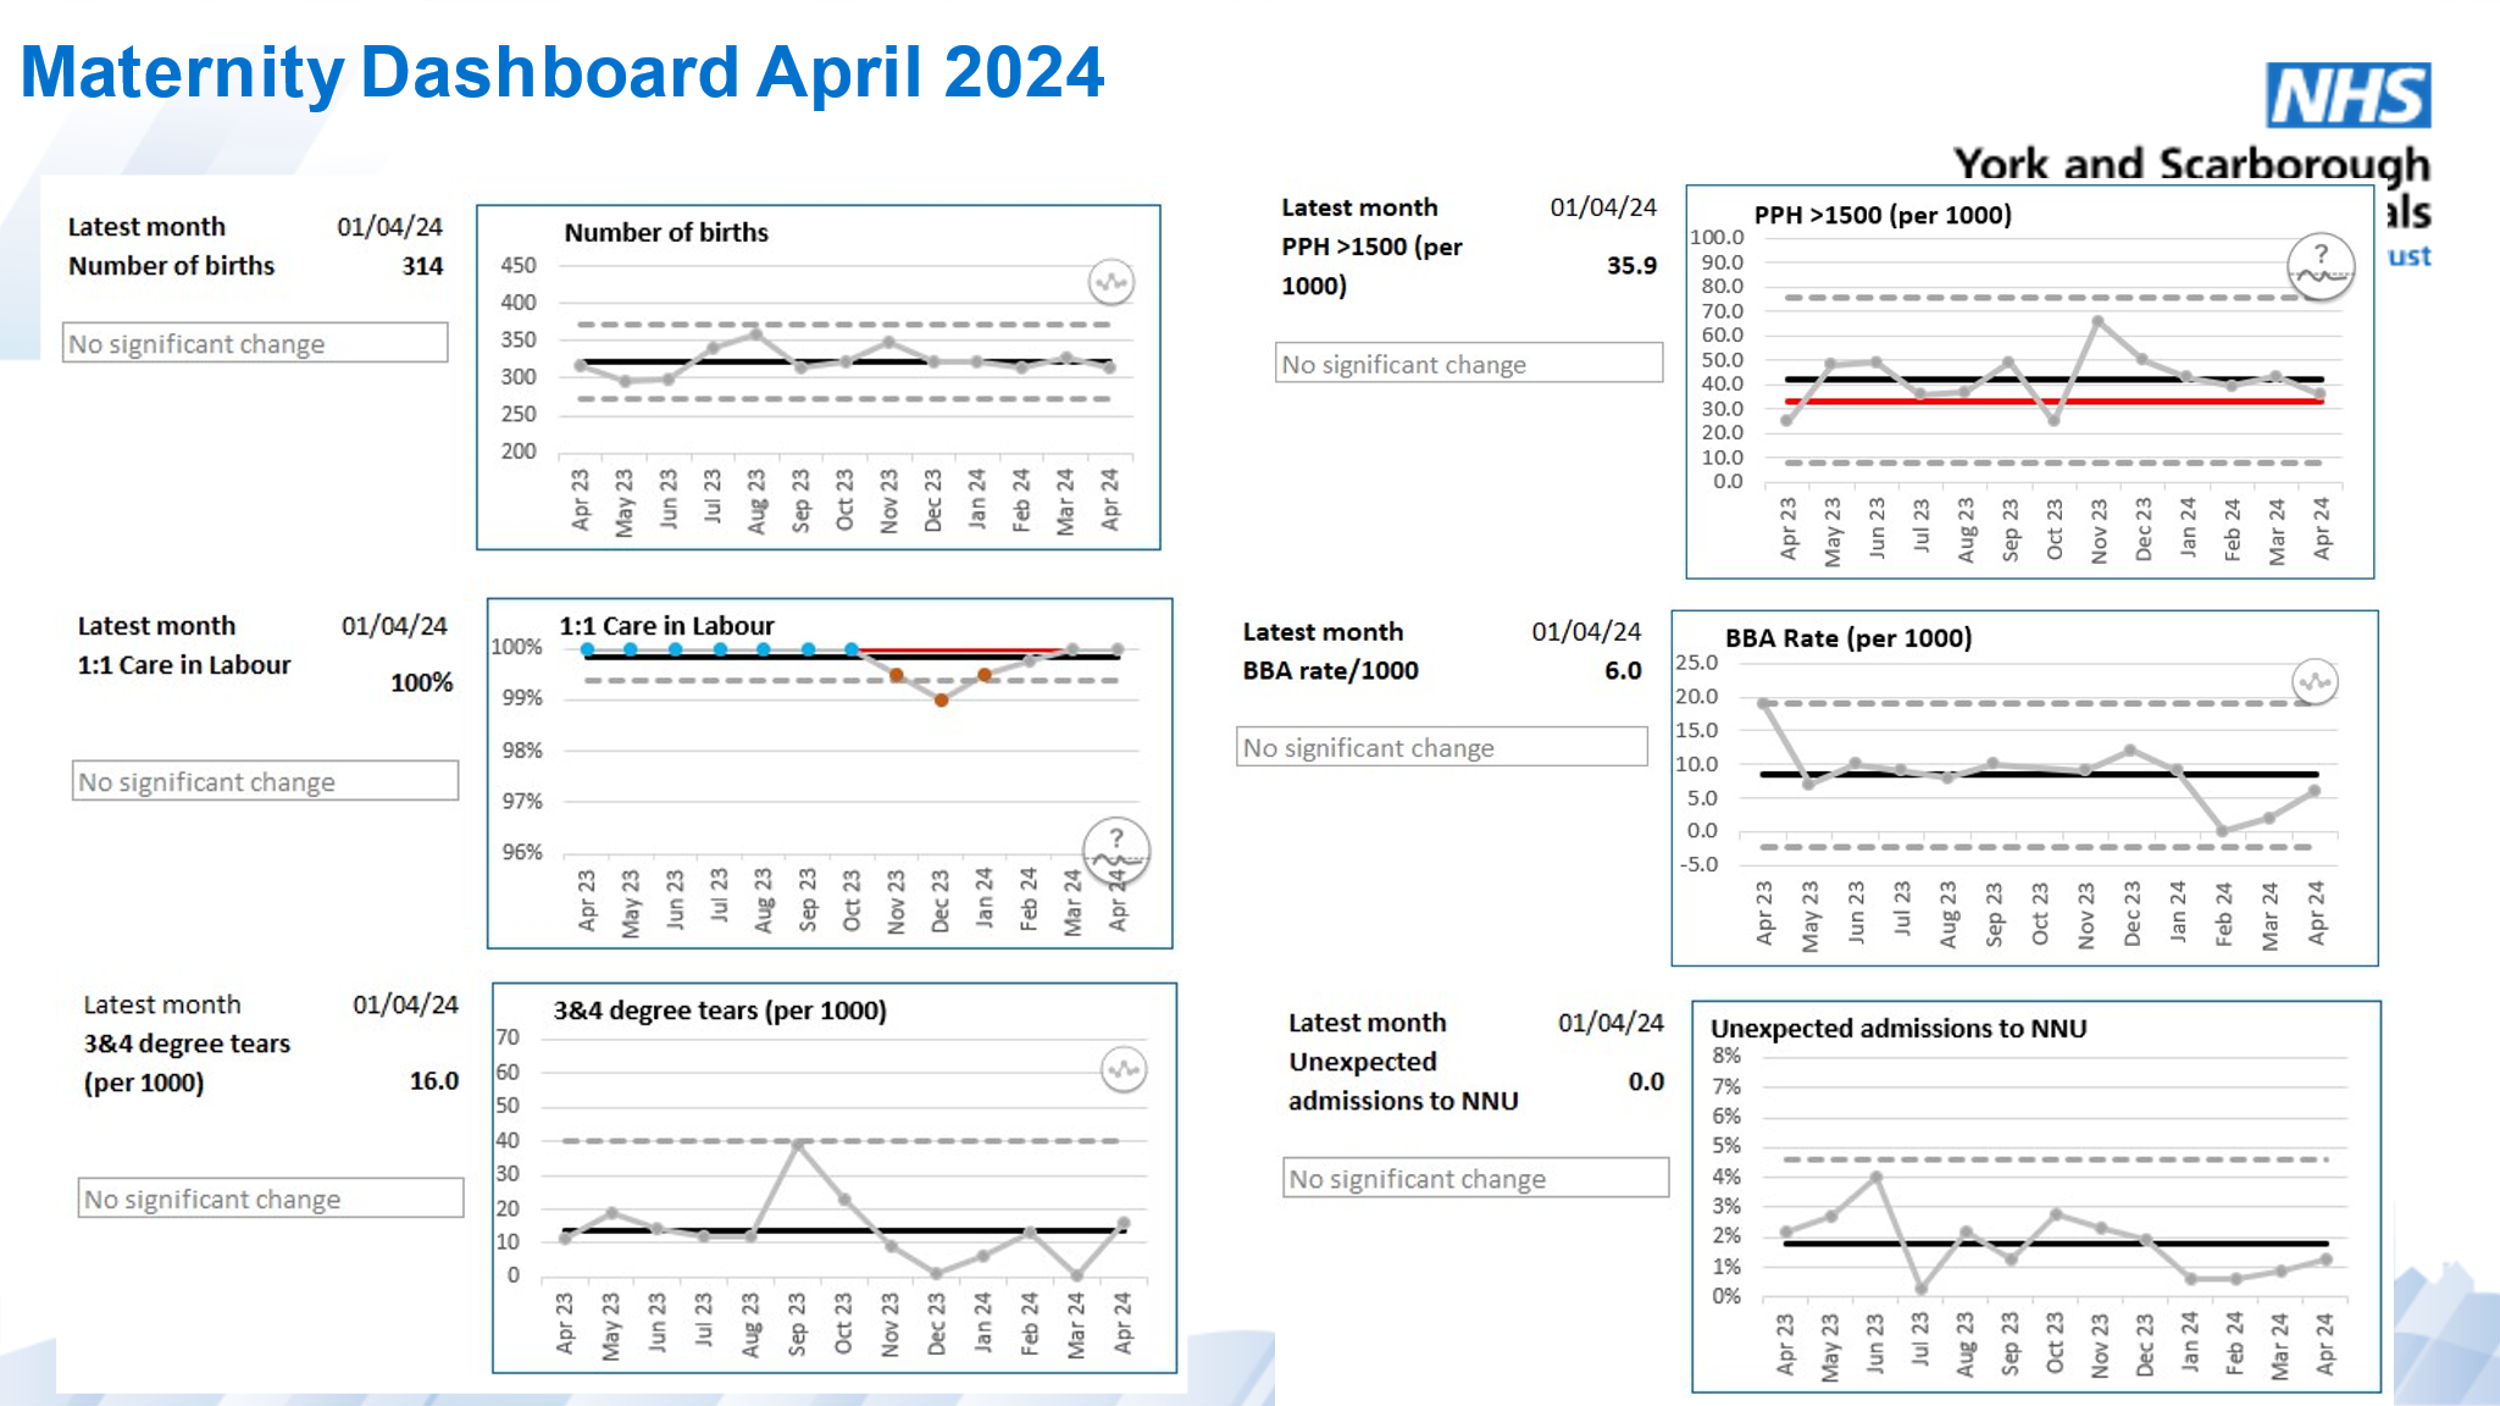 Maternity Dashboard April 2024
NHS
York and Scarborough
als
ust
Latest month 01/04/24
Number of births 314
No significant change
Number of births
450
400
350
300
250
200
Apr 23 May 23 Jun 23 Jul 23 Aug 23 Sep 23 Oct 23 Nov 23 Dec 23 Jan 24 Feb 24 Mar 24 Apr 24
Latest month 01/04/24
PPH >1500 (per
1000) 35.9
No significant change
PPH >1500 (per 1000)
?
100.0
90.0
80.0
70.0
60.0
50.0
40.0
30.0
20.0
10.0
0.0
Apr 23 May 23 Jun 23 Jul 23 Aug 23 Sep 23 Oct 23 Nov 23 Dec 23 Jan 24 Feb 24 Mar 24 Apr 24
Latest month 01/04/24
1:1 Care in Labour
100%
No significant change
1:1 Care in Labour
100%
99%
98%
97%
96%
?
Apr 23 May 23 Jun 23 Jul 23 Aug 23 Sep 23 Oct 23 Nov 23 Dec 23 Jan 24 Feb 24 Mar 24 Apr 24
Latest month 01/04/24
BBA rate/1000 6.0
No significant change
BBA Rate (per 1000)
25.0
20.0
15.0
10.0
5.0
0.0
-5.0
Apr 23 May 23 Jun 23 Jul 23 Aug 23 Sep 23 Oct 23 Nov 23 Dec 23 Jan 24 Feb 24 Mar 24 Apr 24
Latest month 01/04/24
3&4 degree tears
(per 1000) 16.0
No significant change
3&4 degree tears (per 1000)
70
60
50
40
30
20
10
0
Apr 23 May 23 Jun 23 Jul 23 Aug 23 Sep 23 Oct 23 Nov 23 Dec 23 Jan 24 Feb 24 Mar 24 Apr 24
Latest month 01/04/24
Unexpected
admissions to NNU 0.0
No significant change
Unexpected admissions to NNU
8%
7%
6%
5%
4%
3%
2%
1%
0%
Apr 23 May 23 Jun 23 Jul 23 Aug 23 Sep 23 Oct 23 Nov 23 Dec 23 Jan 24 Feb 24 Mar 24 Apr 24